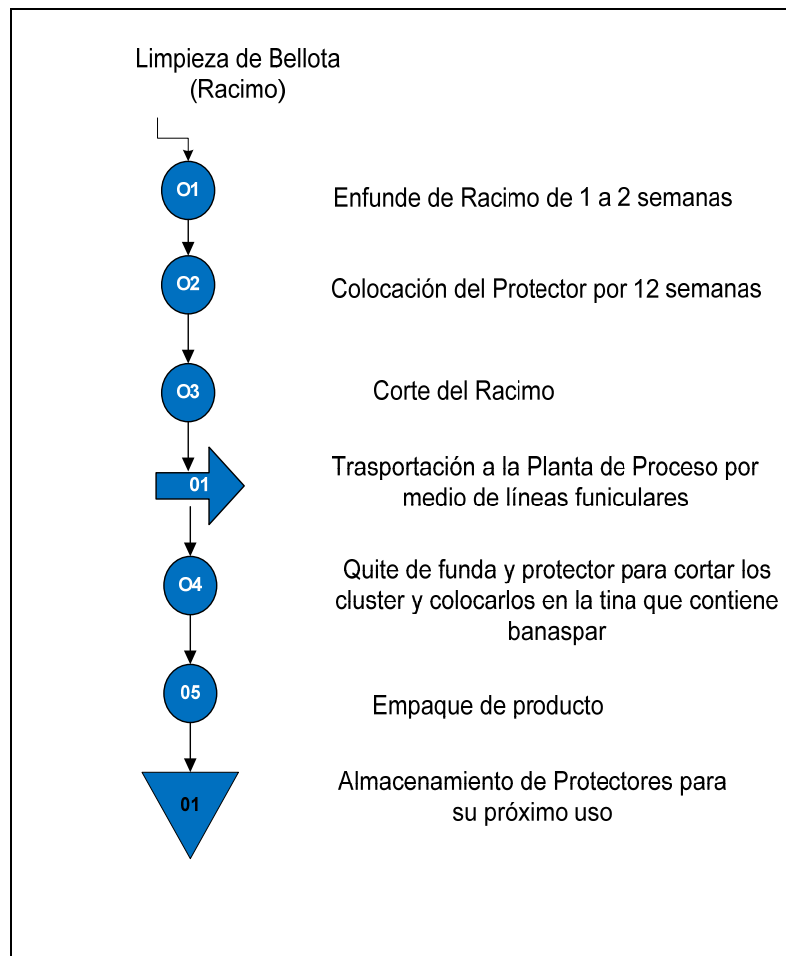 Limpieza de Bellota
(Racimo)
O1
Enfunde de Racimo de 1 a 2 semanas
O2
Colocación del Protector por 12 semanas
O3
Corte del Racimo
01
Trasportación a la Planta de Proceso por
medio de líneas funiculares
O4
Quite de funda y protector para cortar los
cluster y colocarlos en la tina que contiene
banaspar
05
Empaque de producto
01
Almacenamiento de Protectores para
su próximo uso